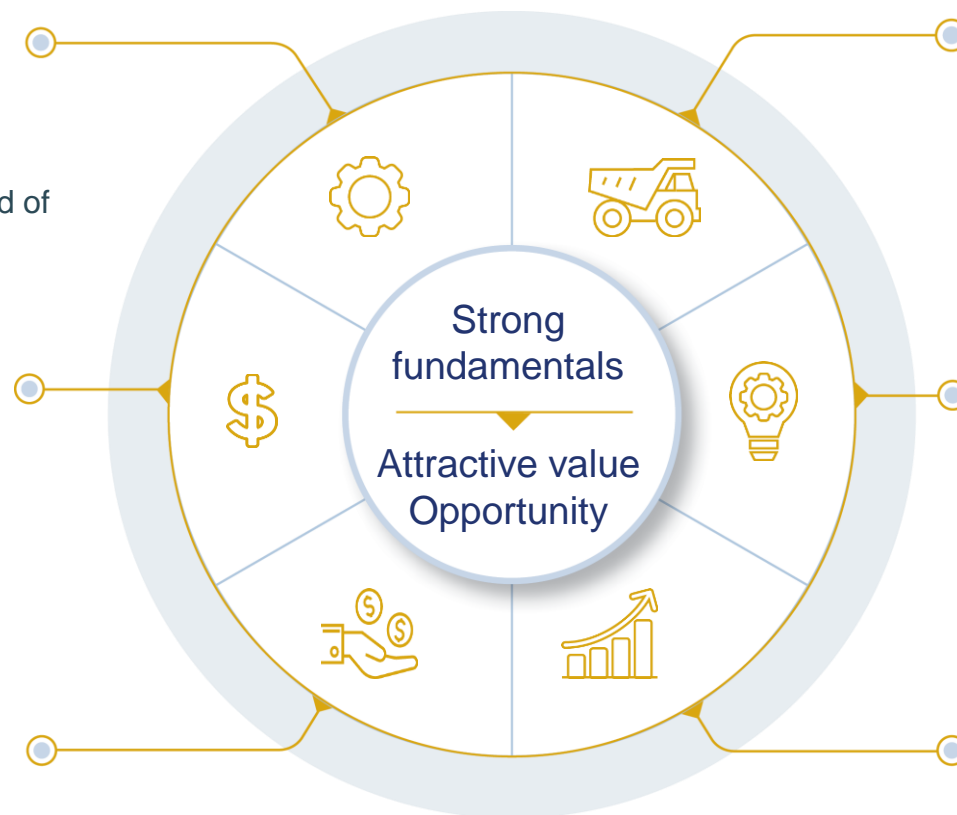 d of
Strong
fundamentals
Attractive value
Opportunity